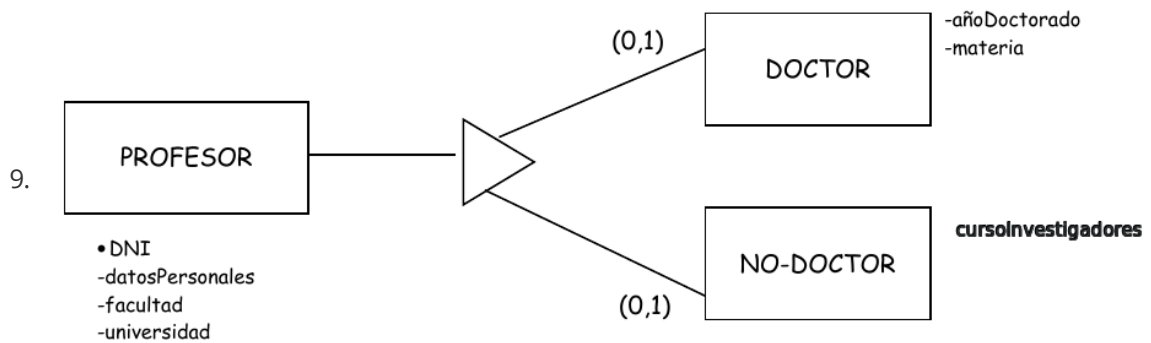 9.
PROFESOR
•DNI
-datosPersonales
-facultad
-universidad
(0,1)
DOCTOR
-añoDoctorado
-materia
(0,1)
NO-DOCTOR
cursoInvestigadores